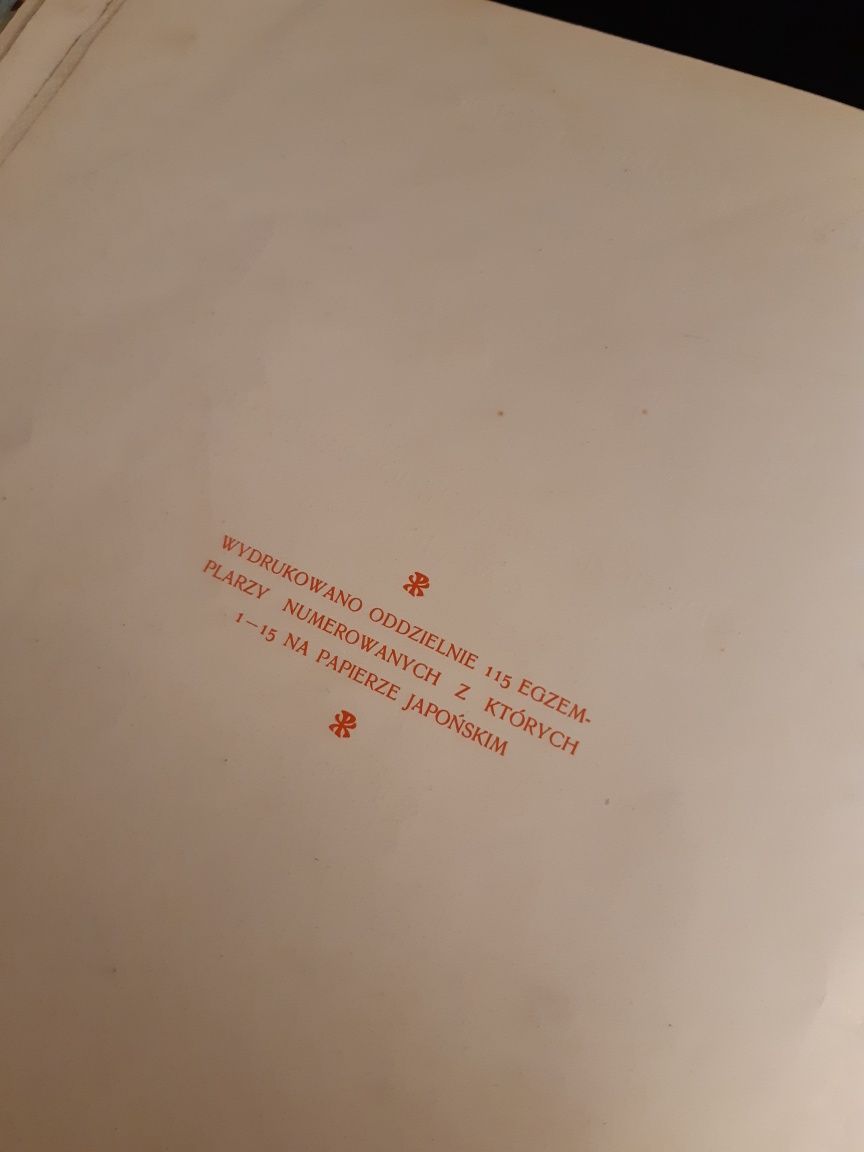 WYDRUKOWANO ODDZIELNIE 115 EGZEM-
PLARZY NUMEROWANYCH Z KTÓRYCH
1–15 NA PAPIERZE JAPOŃSKIM